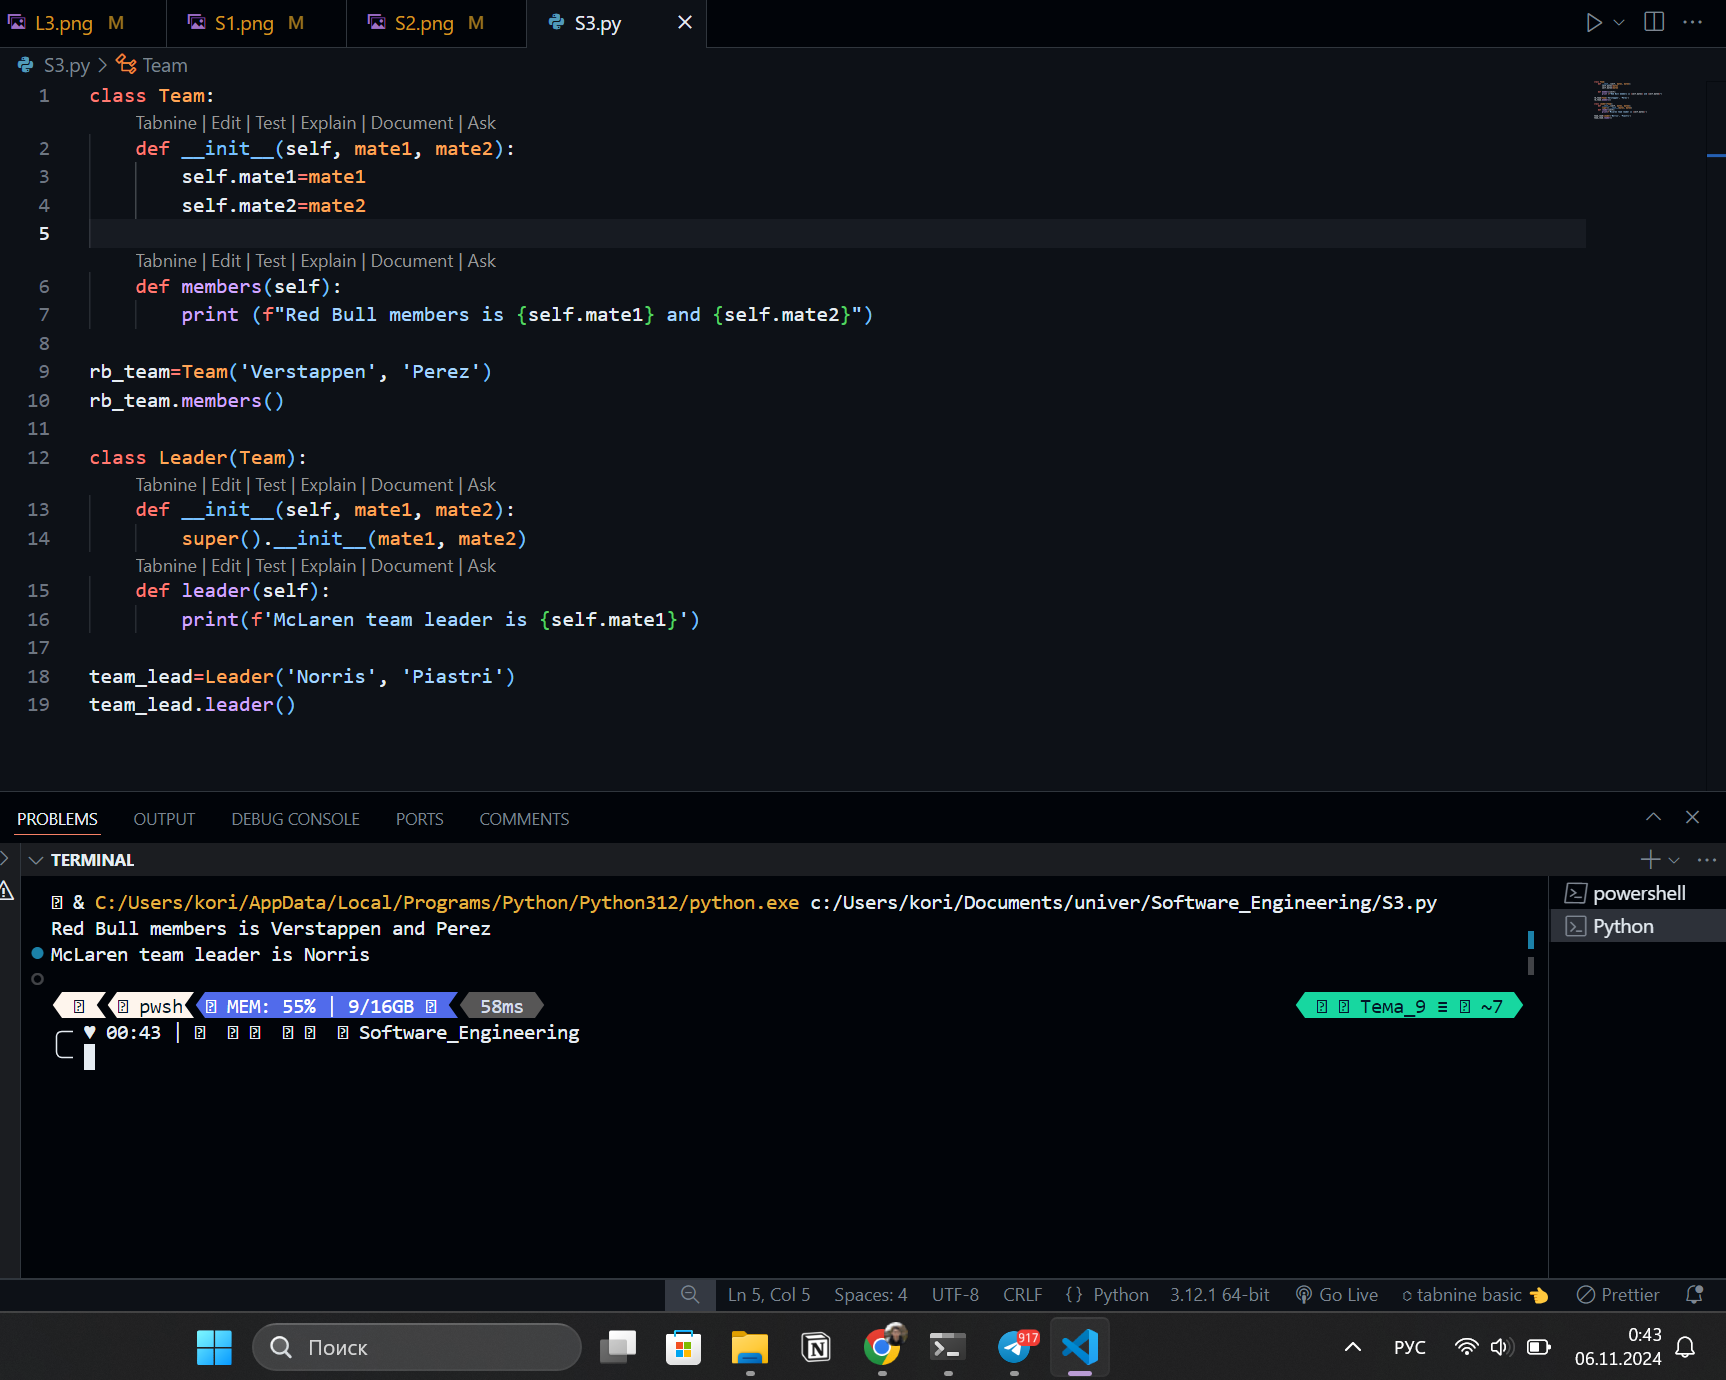 L3.png M S1.png M S2.png M S3.py
S3.py > Team
1 class Team:
Tabnine | Edit | Test | Explain | Document | Ask
2 def __init__(self, mate1, mate2):
3 self.mate1=mate1
4 self.mate2=mate2
5
Tabnine | Edit | Test | Explain | Document | Ask
6 def members(self):
7 print (f"Red Bull members is {self.mate1} and {self.mate2}")
8
9 rb_team=Team('Verstappen', 'Perez')
10 rb_team.members()
11
12 class Leader(Team):
Tabnine | Edit | Test | Explain | Document | Ask
13 def __init__(self, mate1, mate2):
14 super().__init__(mate1, mate2)
Tabnine | Edit | Test | Explain | Document | Ask
15 def leader(self):
16 print(f'McLaren team leader is {self.mate1}')
17
18 team_lead=Leader('Norris', 'Piastri')
19 team_lead.leader()
PROBLEMS OUTPUT DEBUG CONSOLE PORTS COMMENTS
TERMINAL
& C:/Users/kori/AppData/Local/Programs/Python/Python312/python.exe c:/Users/kori/Documents/univer/Software_Engineering/S3.py
Red Bull members is Verstappen and Perez
McLaren team leader is Norris
pwsh MEM: 55% | 9/16GB 58ms Тема_9 ≡ ~7
♥ 00:43 | Software_Engineering
powershell
Python
Ln 5, Col 5 Spaces: 4 UTF-8 CRLF {} Python 3.12.1 64-bit Go Live tabnine basic Prettier
Поиск
917
РУС
0:43
06.11.2024